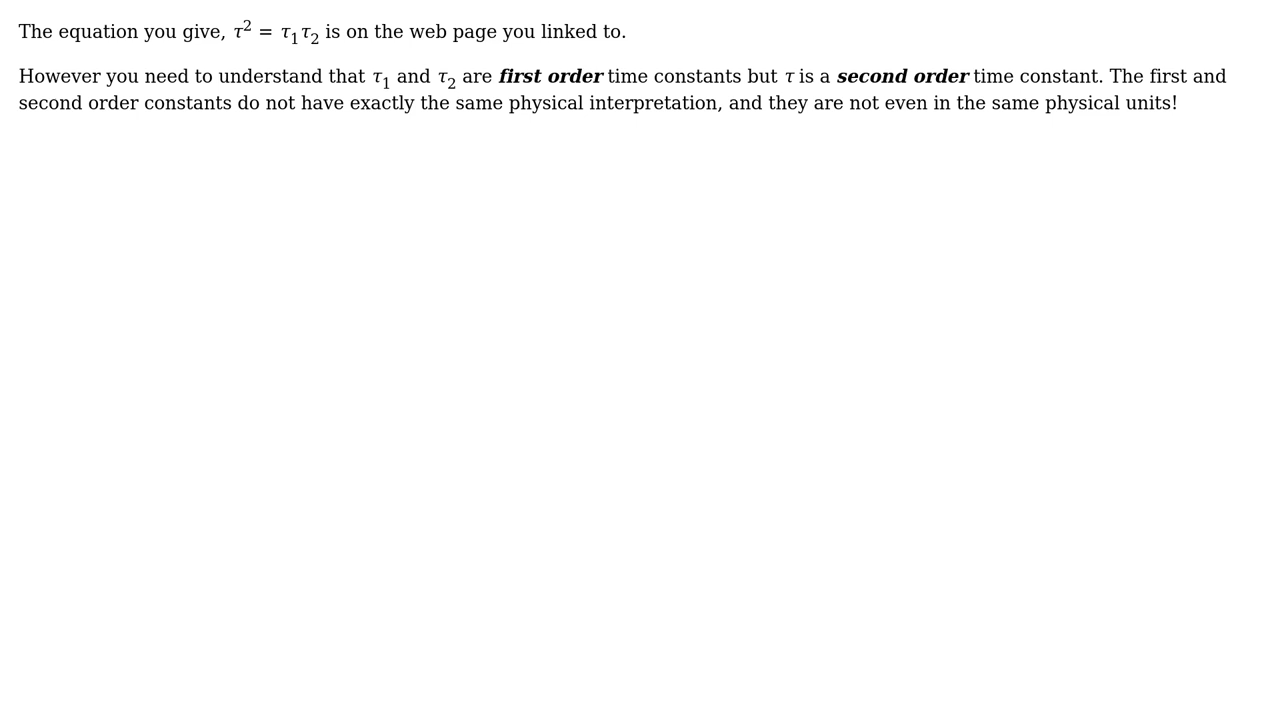 The equation you give, τ² = τ₁τ₂ is on the web page you linked to.
However you need to understand that τ₁ and τ₂ are first order time constants but τ is a second order time constant. The first and
second order constants do not have exactly the same physical interpretation, and they are not even in the same physical units!